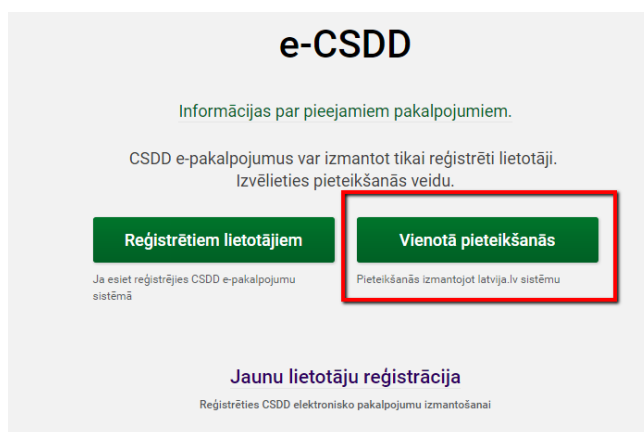 e-CSDD
Informācijas par pieejamiem pakalpojumiem.
CSDD e-pakalpojumus var izmantot tikai reģistrēti lietotāji.
Izvēlieties pieteikšanās veidu.
Reģistrētiem lietotājiem
Ja esiet reģistrējies CSDD e-pakalpojumu
sistēmā
Vienotā pieteikšanās
Pieteikšanās izmantojot latvija.lv sistēmu
Jaunu lietotāju reģistrācija
Reģistrēties CSDD elektronisko pakalpojumu izmantošanai